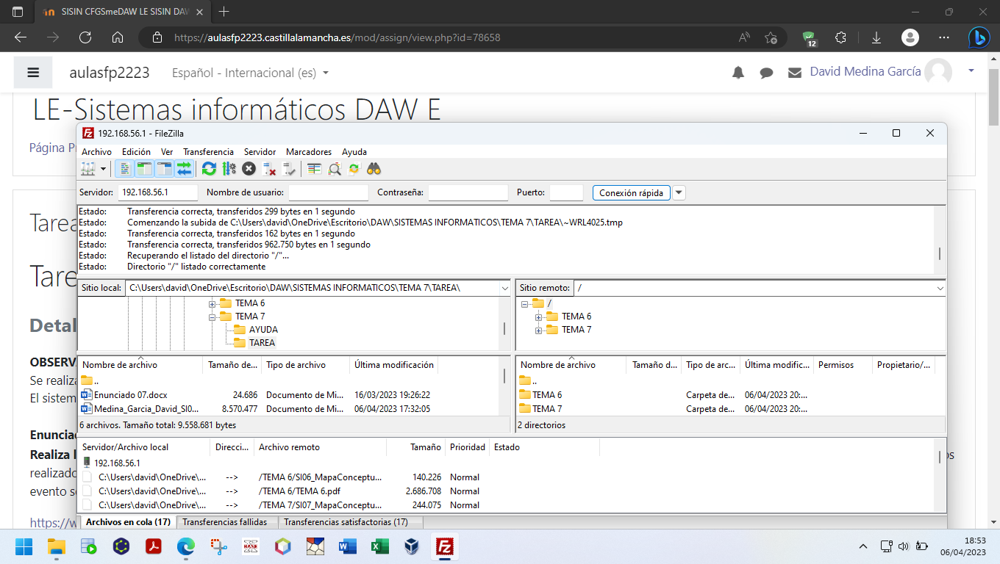 SISIN CFGSmeDAW LE SISIN DAW
https://aulasfp2223.castillalamancha.es/mod/assign/view.php?id=78658
12
aulasfp2223 Español - Internacional (es) David Medina García
LE-Sistemas informáticos DAW E
Página P
192.168.56.1 - FileZilla
Archivo Edición Ver Transferencia Servidor Marcadores Ayuda
Servidor: 192.168.56.1 Nombre de usuario: Contraseña: Puerto: Conexión rápida
Estado: Transferencia correcta, transferidos 299 bytes en 1 segundo
Estado: Comenzando la subida de C:\Users\david\OneDrive\Escritorio\DAW\SISTEMAS INFORMATICOS\TEMA 7\TAREA\~WRL4025.tmp
Estado: Transferencia correcta, transferidos 162 bytes en 1 segundo
Estado: Transferencia correcta, transferidos 962.750 bytes en 1 segundo
Estado: Recuperando el listado del directorio "/"...
Estado: Directorio "/" listado correctamente
Tarea
Tare
Sitio local: C:\Users\david\OneDrive\Escritorio\DAW\SISTEMAS INFORMATICOS\TEMA 7\TAREA\ Sitio remoto: /
TEMA 6 /
TEMA 7 TEMA 6
AYUDA TEMA 7
TAREA
Detal
Nombre de archivo Tamaño de... Tipo de archivo Última modificación Nombre de archivo Tamaño d... Tipo de arc... Última modific... Permisos Propietario/...
.. ..
Enunciado 07.docx 24.686 Documento de Mi... 16/03/2023 19:26:22 TEMA 6 Carpeta de... 06/04/2023 20:...
Medina_Garcia_David_SI0... 8.570.477 Documento de Mi... 06/04/2023 17:32:05 TEMA 7 Carpeta de... 06/04/2023 20:...
6 archivos. Tamaño total: 9.558.681 bytes 2 directorios
OBSERVA
Se realiza
El sistem
Enunciad
Realiza l os
realizado
evento s
https://w
Servidor/Archivo local Direcci... Archivo remoto Tamaño Prioridad Estado
192.168.56.1
C:\Users\david\OneDrive\... --> /TEMA 6/SI06_MapaConceptu... 140.226 Normal
C:\Users\david\OneDrive\... --> /TEMA 6/TEMA 6.pdf 2.686.708 Normal
C:\Users\david\OneDrive\... --> /TEMA 7/SI07_MapaConceptu... 244.075 Normal
Archivos en cola (17) Transferencias fallidas Transferencias satisfactorias (17)
18:53
06/04/2023